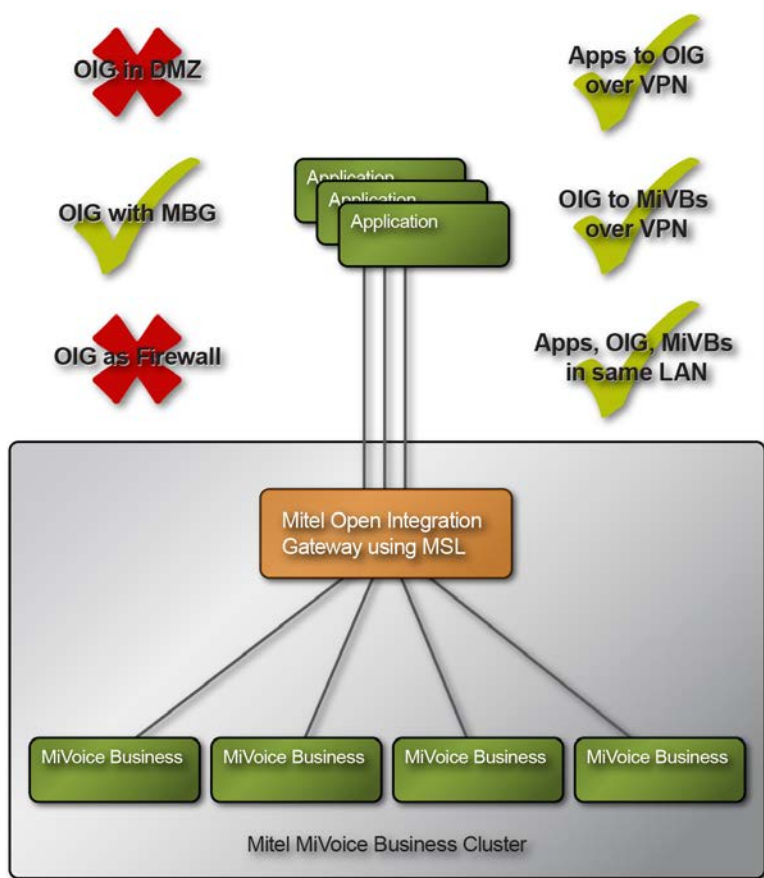 OIG in DMZ
Apps to OIG
over VPN
OIG with MBG
Application
Application
Application
OIG to MiVBs
over VPN
OIG as Firewall
Apps, OIG, MiVBs
in same LAN
Mitel Open Integration
Gateway using MSL
MiVoice Business
MiVoice Business
MiVoice Business
MiVoice Business
Mitel MiVoice Business Cluster